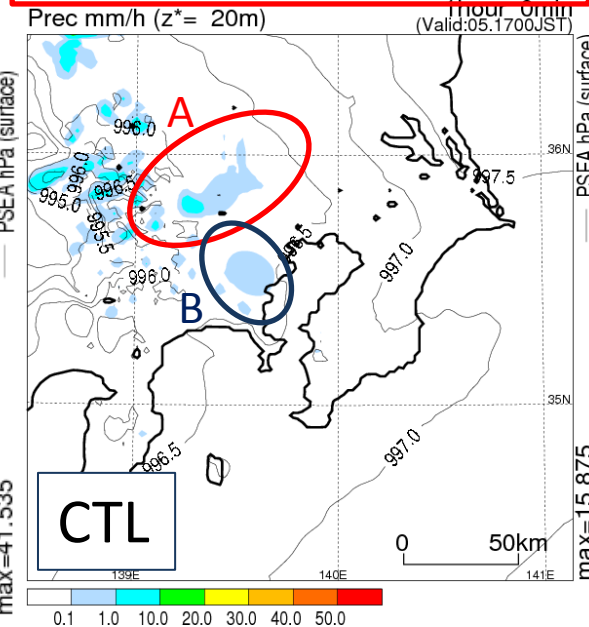 1hour 0min
Prec mm/h (z*= 20m)
(Valid:05.1700JST)
PSEA hPa (surface)
PSEA hPa (surface)
A
996.0
36N
996.0
996.5
997.5
995.0
995.5
996.5
997.0
996.0
B
35N
997.0
996.5
CTL
0 50km
139E 140E 141E
max=41.535
max=15.875
0.1 1.0 10.0 20.0 30.0 40.0 50.0